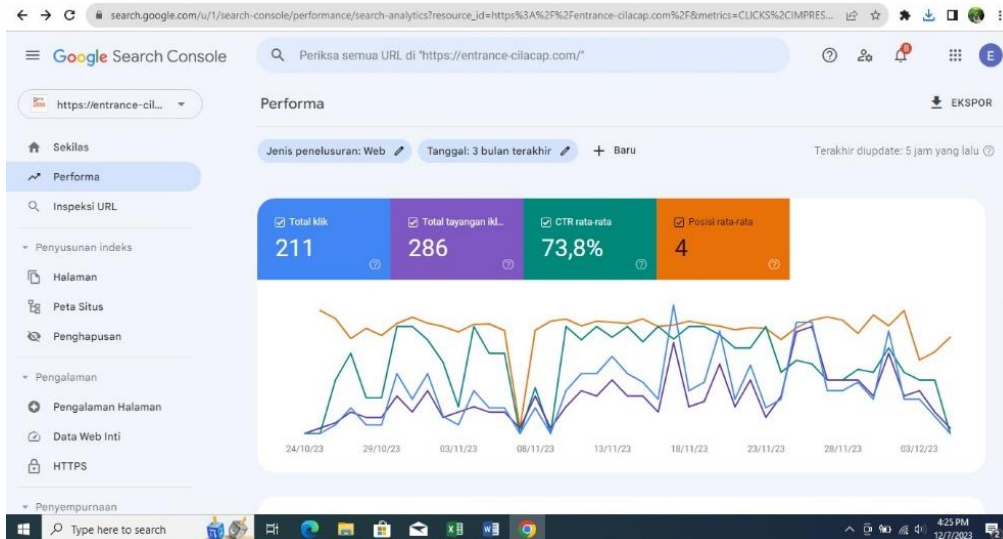 search.google.com/u/1/search-console/performance/search-analytics?resource_id=https%3A%2F%2Fentrance-cilacap.com%2F&metrics=CLICKS%2CIMPRES...
Google Search Console
Periksa semua URL di "https://entrance-cilacap.com/"
8
E
https://entrance-cil...
Performa
EKSPOR
Sekilas
Jenis penelusuran: Web
Tanggal: 3 bulan terakhir
+ Baru
Terakhir diupdate: 5 jam yang lalu
Performa
Inspeksi URL
Total klik
Total tayangan ikl...
CTR rata-rata
Posisi rata-rata
211
286
73,8%
4
Penyusunan indeks
Halaman
Peta Situs
Penghapusan
Pengalaman
Pengalaman Halaman
Data Web Inti
HTTPS
24/10/23
29/10/23
03/11/23
08/11/23
13/11/23
18/11/23
23/11/23
28/11/23
03/12/23
Penyempurnaan
Type here to search
4:25 PM
12/7/2023